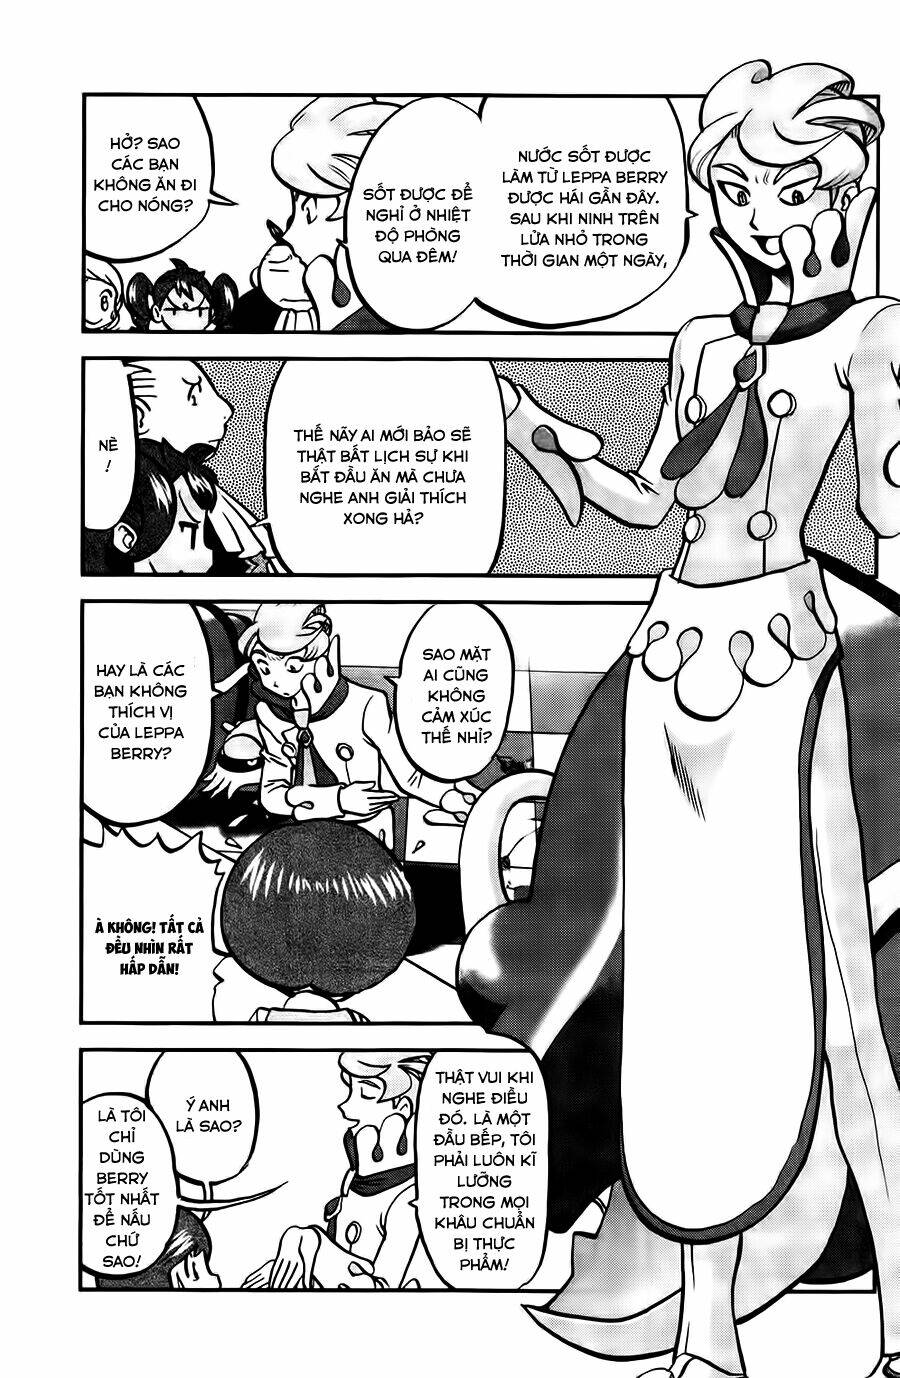 NƯỚC SỐT ĐƯỢC
LÀM TỪ LEPPA BERRY
ĐƯỢC HÁI GẦN ĐÂY.
SAU KHI NINH TRÊN
LỬA NHỎ TRONG
THỜI GIAN MỘT NGÀY,
SỐT ĐƯỢC ĐỂ
NGHỈ Ở NHIỆT
ĐỘ PHÒNG
QUA ĐÊM!
HỞ? SAO
CÁC BẠN
KHÔNG ĂN ĐI
CHO NÓNG?
THẾ NÃY AI MỚI BẢO SẼ
THẬT BẤT LỊCH SỰ KHI
BẮT ĐẦU ĂN MÀ CHƯA
NGHE ANH GIẢI THÍCH
XONG HẢ?
NÈ
!
SAO MẶT
AI CŨNG
KHÔNG
CẢM XÚC
THẾ NHỈ?
HAY LÀ CÁC
BẠN KHÔNG
THÍCH VỊ
CỦA LEPPA
BERRY?
À KHÔNG! TẤT CẢ
ĐỀU NHÌN RẤT
HẤP DẪN!
THẬT VUI KHI
NGHE ĐIỀU
ĐÓ. LÀ MỘT
ĐẦU BẾP, TÔI
PHẢI LUÔN KĨ
LƯỠNG
TRONG MỌI
KHÂU CHUẨN
BỊ THỰC
PHẨM!
Ý ANH
LÀ SAO?
LÀ TÔI
CHỈ
DÙNG
BERRY
TỐT NHẤT
ĐỂ NẤU
CHỨ
SAO!